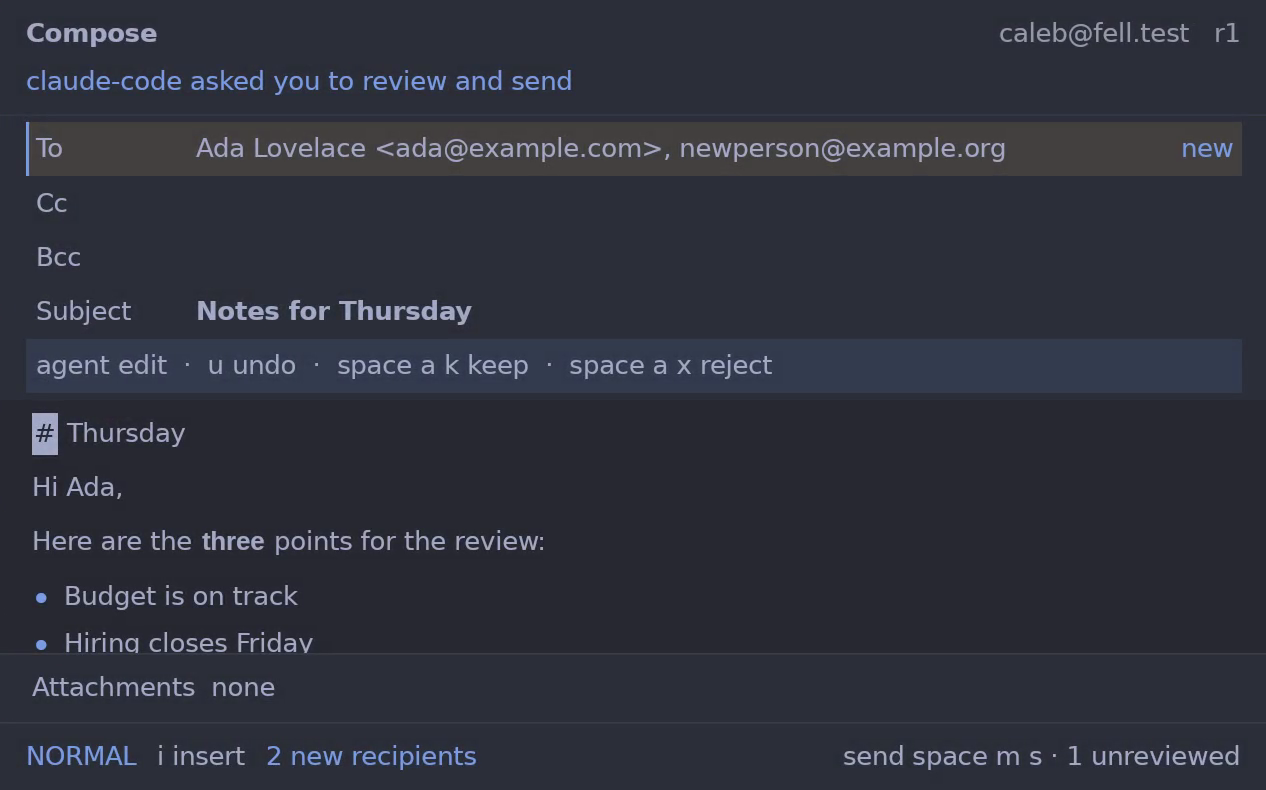 Compose caleb@fell.test r1
claude-code asked you to review and send
To Ada Lovelace <ada@example.com>, newperson@example.org new
Cc
Bcc
Subject Notes for Thursday
agent edit · u undo · space a k keep · space a x reject
# Thursday
Hi Ada,
Here are the three points for the review:
• Budget is on track
• Hiring closes Friday
Attachments none
NORMAL i insert 2 new recipients send space m s · 1 unreviewed